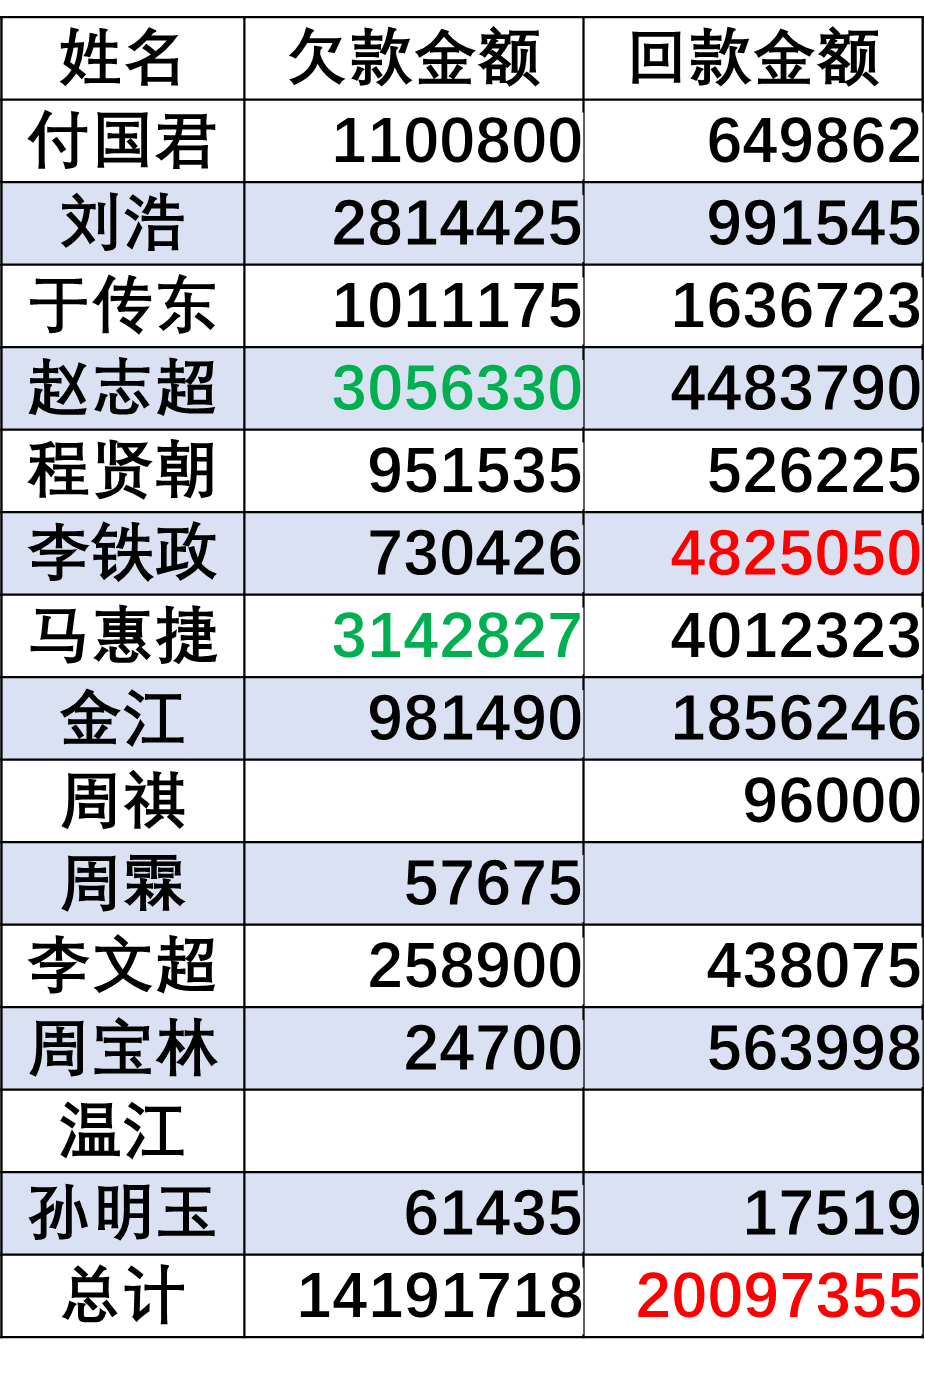 姓名 欠款金额 回款金额
付国君 1100800 649862
刘浩 2814425 991545
于传东 1011175 1636723
赵志超 3056330 4483790
程贤朝 951535 526225
李铁政 730426 4825050
马惠捷 3142827 4012323
金江 981490 1856246
周祺 96000
周霖 57675
李文超 258900 438075
周宝林 24700 563998
温江
孙明玉 61435 17519
总计 14191718 20097355